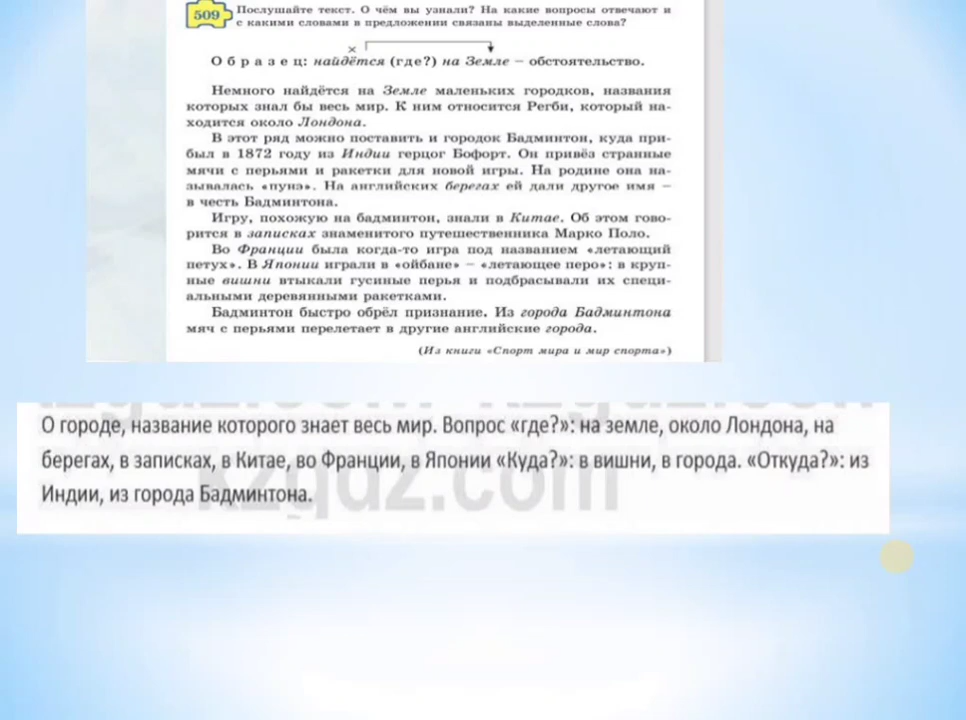 509 Послушайте текст. О чём вы узнали? На какие вопросы отвечают и
с какими словами в предложении связаны выделенные слова?
×
Образец: найдётся (где?) на Земле – обстоятельство.
Немного найдётся на Земле маленьких городков, названия
которых знал бы весь мир. К ним относится Регби, который на-
ходится около Лондона.
В этот ряд можно поставить и городок Бадминтон, куда при-
был в 1872 году из Индии герцог Бофорт. Он привёз странные
мячи с перьями и ракетки для новой игры. На родине она на-
зывалась «пунэ». На английских берегах ей дали другое имя –
в честь Бадминтона.
Игру, похожую на бадминтон, знали в Китае. Об этом гово-
рится в записках знаменитого путешественника Марко Поло.
Во Франции была когда-то игра под названием «летающий
петух». В Японии играли в «ойбане» – «летающее перо»: в круп-
ные вишни втыкали гусиные перья и подбрасывали их специ-
альными деревянными ракетками.
Бадминтон быстро обрёл признание. Из города Бадминтона
мяч с перьями перелетает в другие английские города.
(Из книги «Спорт мира и мир спорта»)
О городе, название которого знает весь мир. Вопрос «где?»: на земле, около Лондона, на
берегах, в записках, в Китае, во Франции, в Японии «Куда?»: в вишни, в города. «Откуда?»: из
Индии, из города Бадминтона.
kzgdz.com